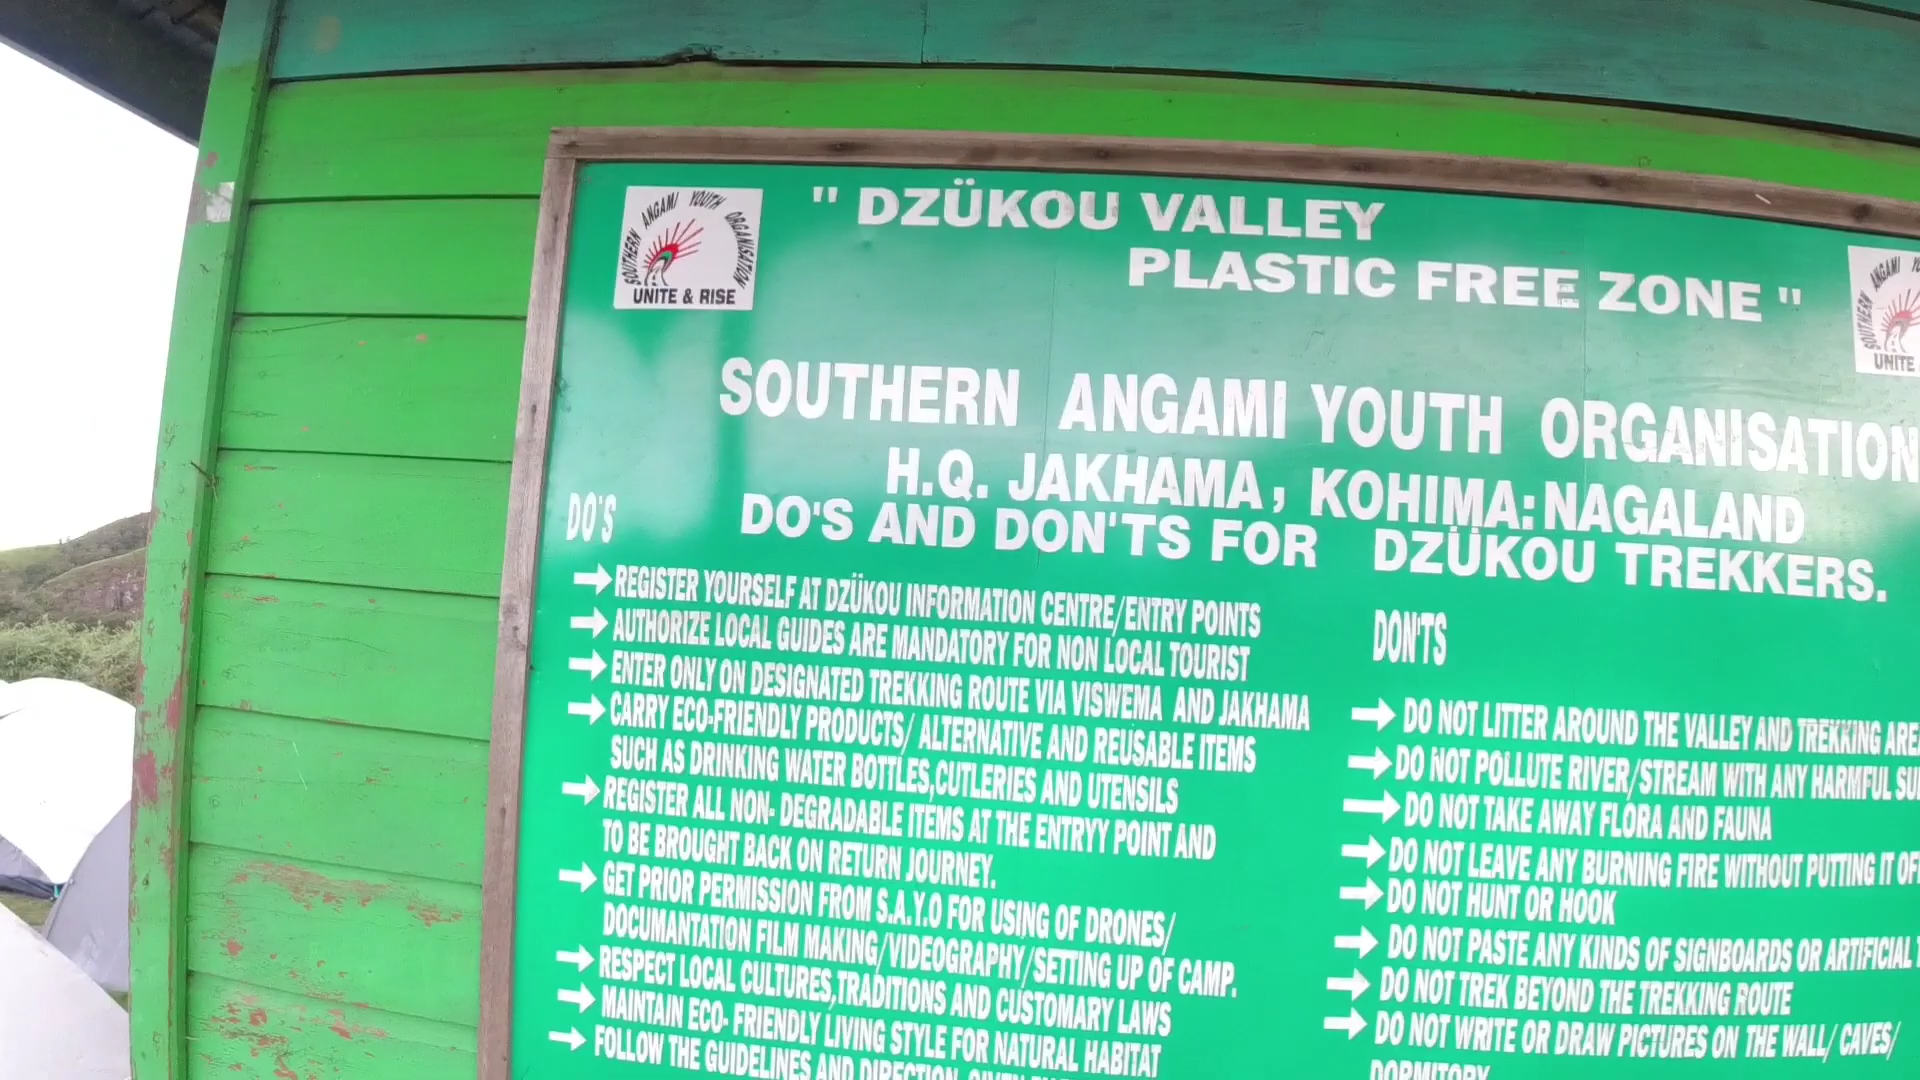 SOUTHERN ANGAMI YOUTH ORGANISATION
UNITE & RISE
" DZÜKOU VALLEY
PLASTIC FREE ZONE "
SOUTHERN ANGAMI YOUTH ORGANISATION
H.Q. JAKHAMA, KOHIMA: NAGALAND
DO'S AND DON'TS FOR DZÜKOU TREKKERS.
DO'S
REGISTER YOURSELF AT DZÜKOU INFORMATION CENTRE/ENTRY POINTS
AUTHORIZE LOCAL GUIDES ARE MANDATORY FOR NON LOCAL TOURIST
ENTER ONLY ON DESIGNATED TREKKING ROUTE VIA VISWEMA AND JAKHAMA
CARRY ECO-FRIENDLY PRODUCTS/ ALTERNATIVE AND REUSABLE ITEMS
SUCH AS DRINKING WATER BOTTLES,CUTLERIES AND UTENSILS
REGISTER ALL NON- DEGRADABLE ITEMS AT THE ENTRYY POINT AND
TO BE BROUGHT BACK ON RETURN JOURNEY.
GET PRIOR PERMISSION FROM S.A.Y.O FOR USING OF DRONES/
DOCUMANTATION FILM MAKING/VIDEOGRAPHY/SETTING UP OF CAMP.
RESPECT LOCAL CULTURES,TRADITIONS AND CUSTOMARY LAWS
MAINTAIN ECO- FRIENDLY LIVING STYLE FOR NATURAL HABITAT
FOLLOW THE GUIDELINES AND DIRECTION GIVEN
DON'TS
DO NOT LITTER AROUND THE VALLEY AND TREKKING
DO NOT POLLUTE RIVER/STREAM WITH ANY HARMFUL
DO NOT TAKE AWAY FLORA AND FAUNA
DO NOT LEAVE ANY BURNING FIRE WITHOUT PUTTING IT
DO NOT HUNT OR HOOK
DO NOT PASTE ANY KINDS OF SIGNBOARDS OR ARTIFICIAL
DO NOT TREK BEYOND THE TREKKING ROUTE
DO NOT WRITE OR DRAW PICTURES ON THE WALL/ CAVES/
DORMITORY
SOUTHERN ANGAMI
UNITE